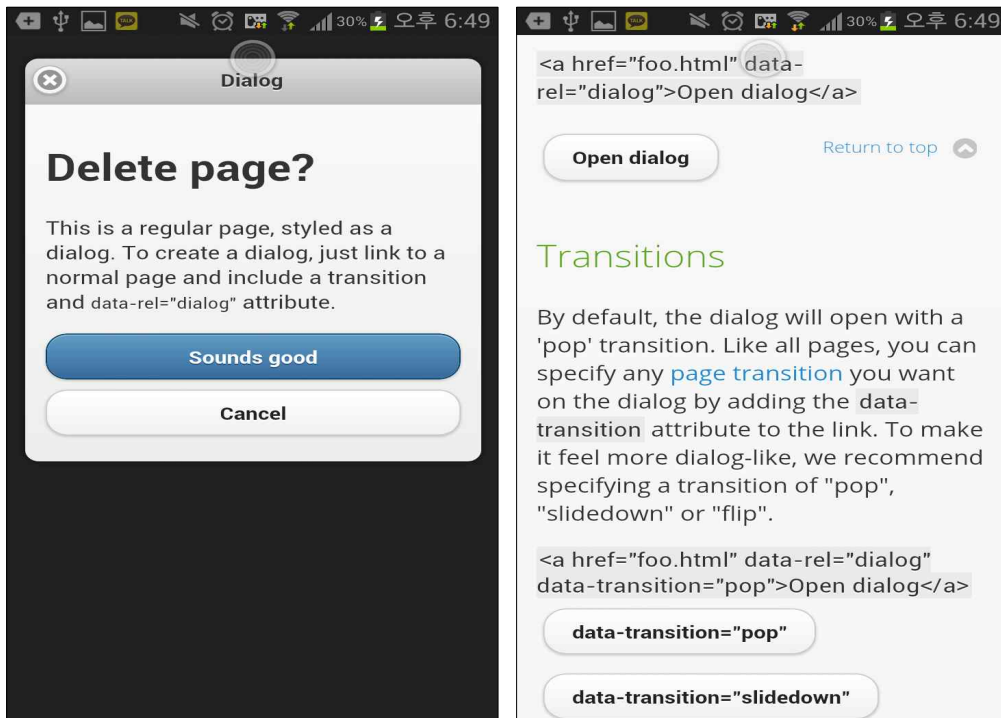 30% 오후 6:49
Dialog
Delete page?
This is a regular page, styled as a
dialog. To create a dialog, just link to a
normal page and include a transition
and data-rel="dialog" attribute.
Sounds good
Cancel
TALK 30% 오후 6:49
<a href="foo.html" data-
rel="dialog">Open dialog</a>
Open dialog
Return to top
Transitions
By default, the dialog will open with a
'pop' transition. Like all pages, you can
specify any page transition you want
on the dialog by adding the data-
transition attribute to the link. To make
it feel more dialog-like, we recommend
specifying a transition of "pop",
"slidedown" or "flip".
<a href="foo.html" data-rel="dialog"
data-transition="pop">Open dialog</a>
data-transition="pop"
data-transition="slidedown"